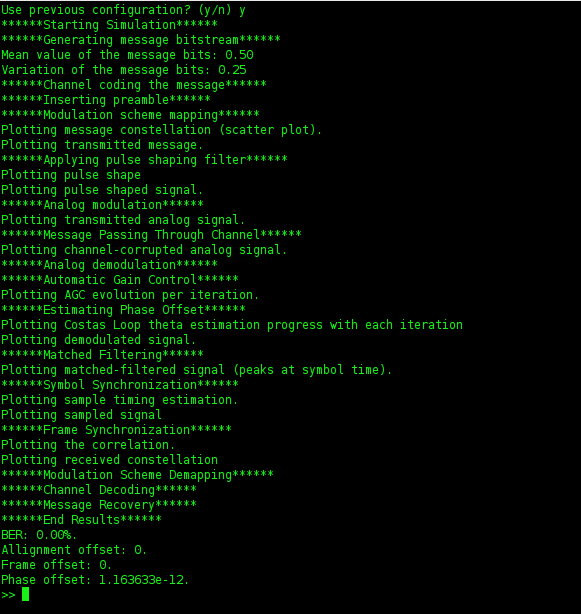 Use previous configuration? (y/n) y
******Starting Simulation******
******Generating message bitstream******
Mean value of the message bits: 0.50
Variation of the message bits: 0.25
******Channel coding the message******
******Inserting preamble******
******Modulation scheme mapping******
Plotting message constellation (scatter plot).
Plotting transmitted message.
******Applying pulse shaping filter******
Plotting pulse shape
Plotting pulse shaped signal.
******Analog modulation******
Plotting transmitted analog signal.
******Message Passing Through Channel******
Plotting channel-corrupted analog signal.
******Analog demodulation******
******Automatic Gain Control******
Plotting AGC evolution per iteration.
******Estimating Phase Offset******
Plotting Costas Loop theta estimation progress with each iteration
Plotting demodulated signal.
******Matched Filtering******
Plotting matched-filtered signal (peaks at symbol time).
******Symbol Synchronization******
Plotting sample timing estimation.
Plotting sampled signal
******Frame Synchronization******
Plotting the correlation.
Plotting received constellation
******Modulation Scheme Demapping******
******Channel Decoding******
******Message Recovery******
******End Results******
BER: 0.00%.
Allignment offset: 0.
Frame offset: 0.
Phase offset: 1.163633e-12.
>>